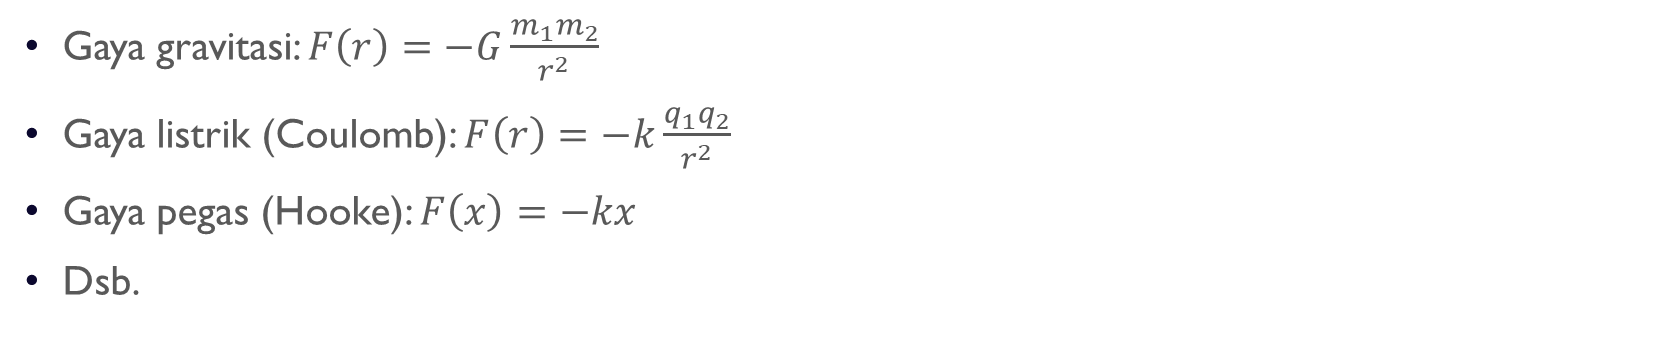 • Gaya gravitasi: F(r) = −G m₁m₂/r²
• Gaya listrik (Coulomb): F(r) = −k q₁q₂/r²
• Gaya pegas (Hooke): F(x) = −kx
• Dsb.